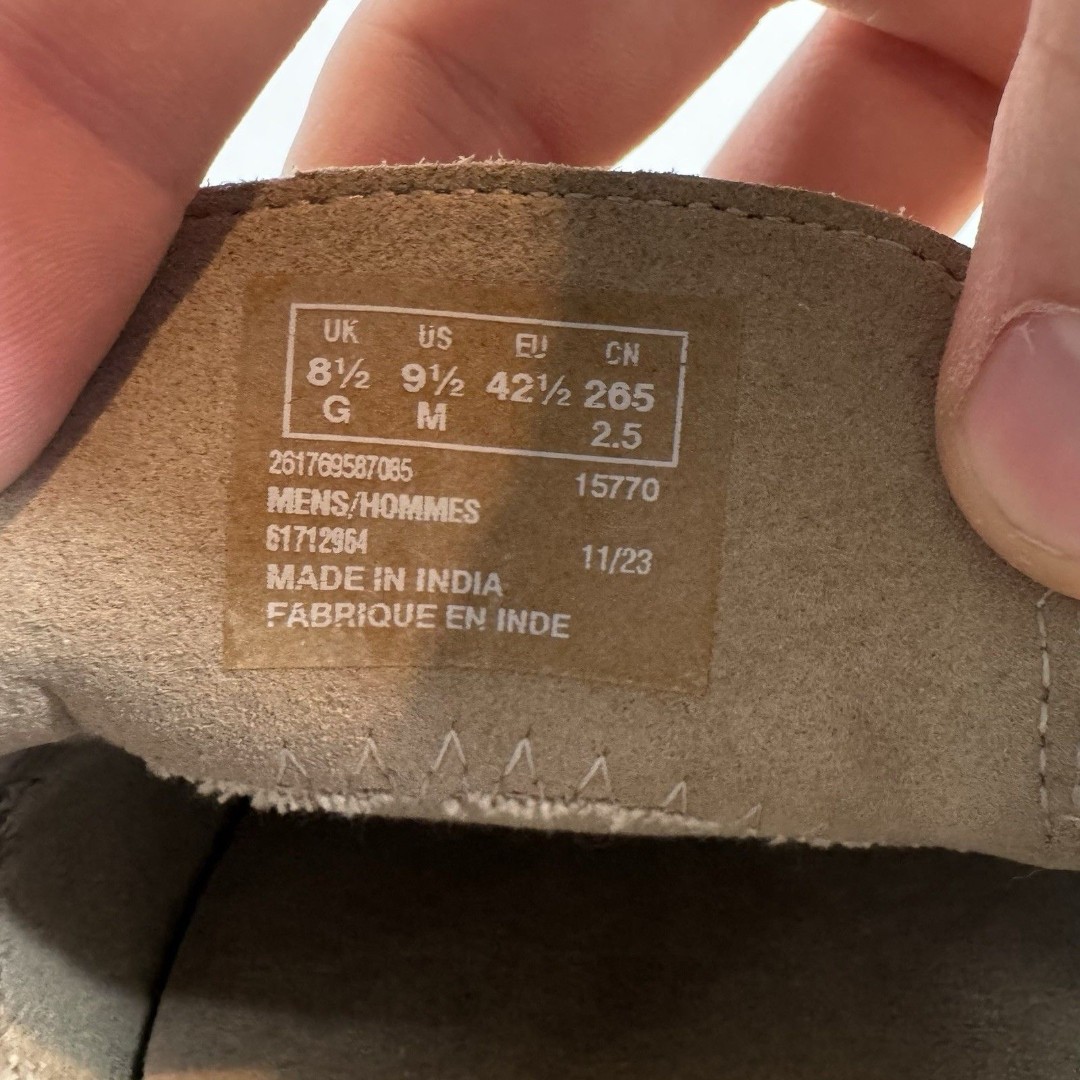 UK US EU CN
8½ 9½ 42½ 265
G M 2.5
261769587085 15770
MENS/HOMMES
61712964 11/23
MADE IN INDIA
FABRIQUE EN INDE